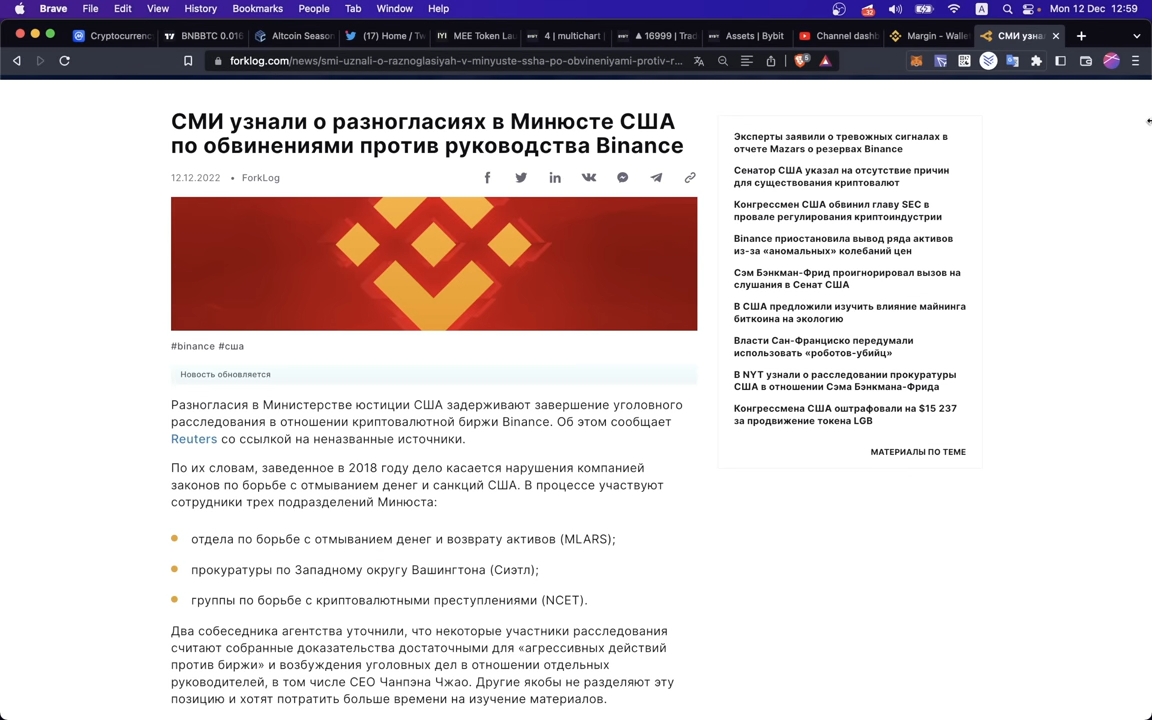 Brave File Edit View History Bookmarks People Tab Window Help Mon 12 Dec 12:59
Cryptocurrenc BNBBTC 0.016 Altcoin Season (17) Home / Tw MEE Token Lau 4 | multichart ▲ 16999 | Trad Assets | Bybit Channel dashb Margin - Walle СМИ узна
forklog.com/news/smi-uznali-o-raznoglasiyah-v-minyuste-ssha-po-obvineniyami-protiv-r...
СМИ узнали о разногласиях в Минюсте США
по обвинениями против руководства Binance
12.12.2022 • ForkLog
#binance #сша
Новость обновляется
Разногласия в Министерстве юстиции США задерживают завершение уголовного
расследования в отношении криптовалютной биржи Binance. Об этом сообщает
Reuters со ссылкой на неназванные источники.
По их словам, заведенное в 2018 году дело касается нарушения компанией
законов по борьбе с отмыванием денег и санкций США. В процессе участвуют
сотрудники трех подразделений Минюста:
отдела по борьбе с отмыванием денег и возврату активов (MLARS);
прокуратуры по Западному округу Вашингтона (Сиэтл);
группы по борьбе с криптовалютными преступлениями (NCET).
Два собеседника агентства уточнили, что некоторые участники расследования
считают собранные доказательства достаточными для «агрессивных действий
против биржи» и возбуждения уголовных дел в отношении отдельных
руководителей, в том числе CEO Чанпэна Чжао. Другие якобы не разделяют эту
позицию и хотят потратить больше времени на изучение материалов.
Эксперты заявили о тревожных сигналах в
отчете Mazars о резервах Binance
Сенатор США указал на отсутствие причин
для существования криптовалют
Конгрессмен США обвинил главу SEC в
провале регулирования криптоиндустрии
Binance приостановила вывод ряда активов
из-за «аномальных» колебаний цен
Сэм Бэнкман-Фрид проигнорировал вызов на
слушания в Сенат США
В США предложили изучить влияние майнинга
биткоина на экологию
Власти Сан-Франциско передумали
использовать «роботов-убийц»
В NYT узнали о расследовании прокуратуры
США в отношении Сэма Бэнкмана-Фрида
Конгрессмена США оштрафовали на $15 237
за продвижение токена LGB
МАТЕРИАЛЫ ПО ТЕМЕ